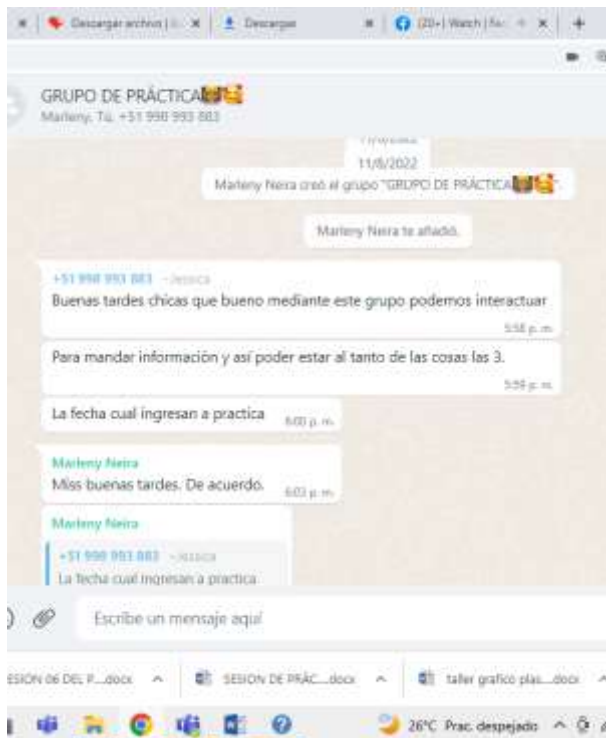 Descargar archivo |
Descargas
(20+) Watch | Fa
GRUPO DE PRÁCTICA
Marleny, Tú, +51 998 993 883
11/8/2022
Marleny Neira creó el grupo "GRUPO DE PRÁCTICA".
Marleny Neira te añadió.
+51 998 993 883 ~Jessica
Buenas tardes chicas que bueno mediante este grupo podemos interactuar
5:58 p. m.
Para mandar información y así poder estar al tanto de las cosas las 3.
5:59 p. m.
La fecha cual ingresan a practica
6:00 p. m.
Marleny Neira
Miss buenas tardes. De acuerdo.
6:03 p. m.
Marleny Neira
+51 998 993 883 ~Jessica
La fecha cual ingresan a practica
Escribe un mensaje aquí
ESIÓN 06 DEL P....docx
SESION DE PRÁC....docx
taller grafico plas....docx
26°C Prac. despejado